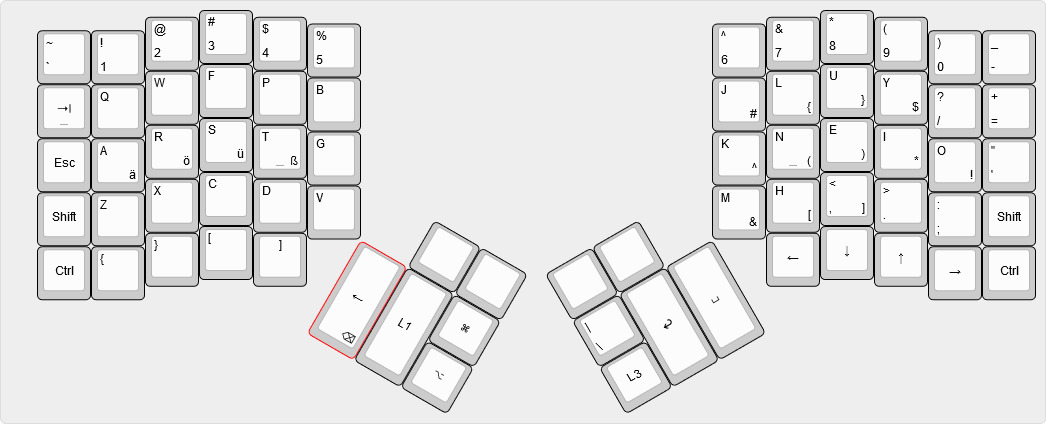 ~ ! @ # $ %
` 1 2 3 4 5
^ & * ( ) _
6 7 8 9 0 -
→| Q W F P B
_
J L U Y ? +
# { } $ / =
Esc A R S T G
ä ö ü _ ß
K N E I O "
^ _ ( ) * ! '
Shift Z X C D V
M H < > : Shift
& [ , ] . ;
Ctrl { } [ ]
← ↓ ↑ → Ctrl
← ⌫
L1
⌘
⌥
|
\
↵
␣
L3